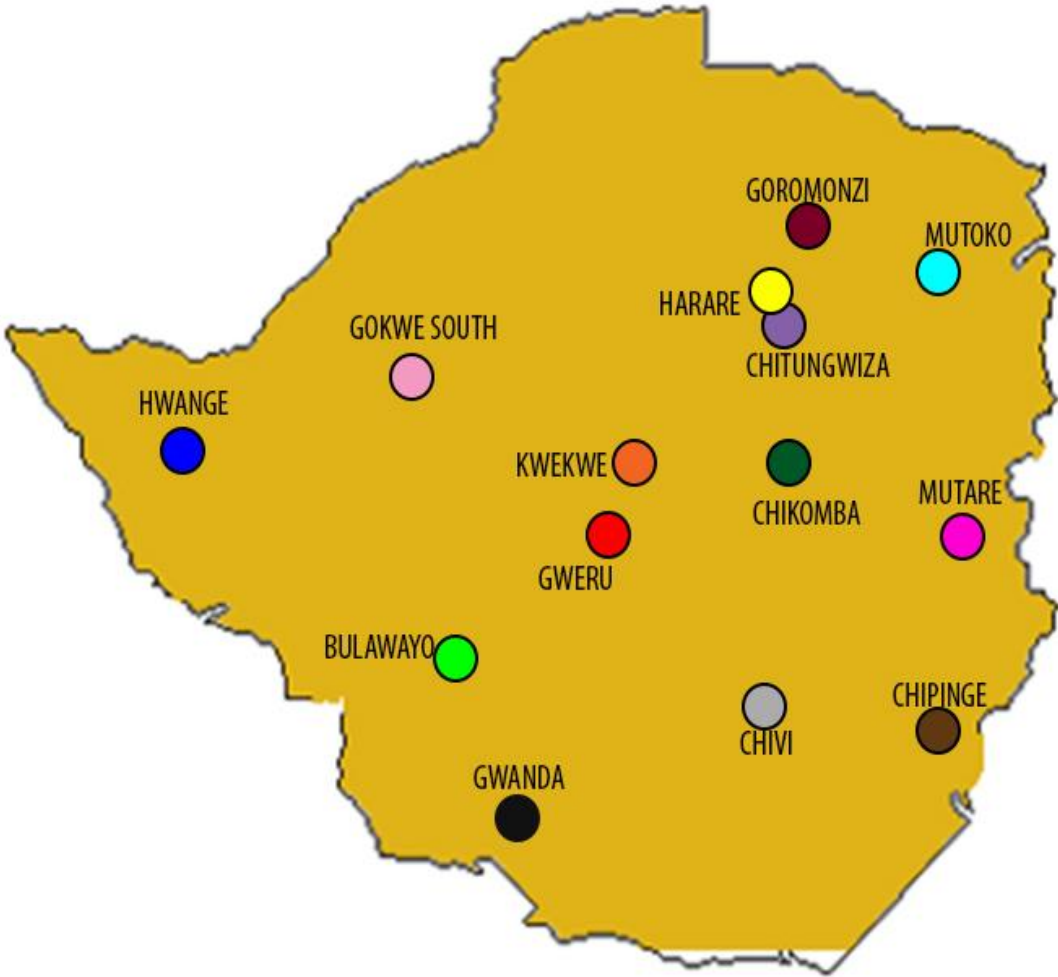 GOROMONZI
MUTOKO
HARARE
GOKWE SOUTH
CHITUNGWIZA
HWANGE
KWEKWE
CHIKOMBA
MUTARE
GWERU
BULAWAYO
CHIPINGE
CHIVI
GWANDA